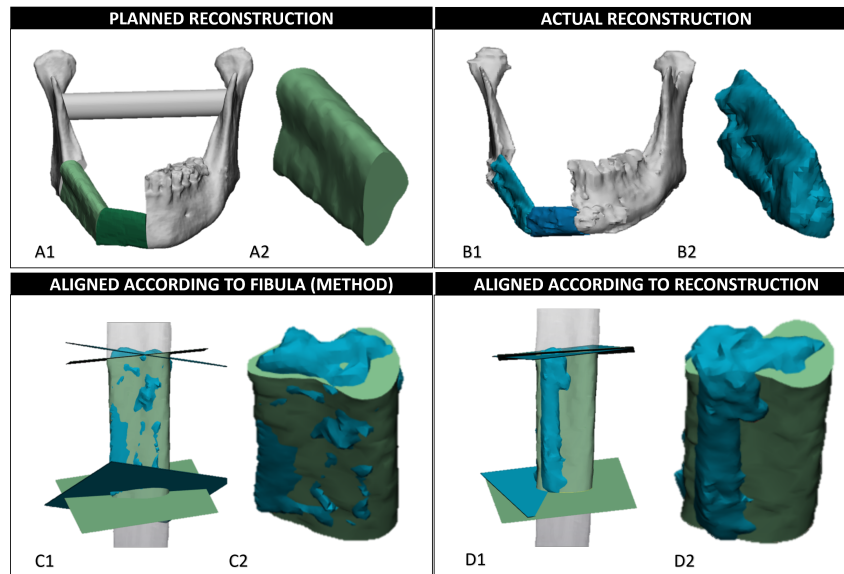 PLANNED RECONSTRUCTION
ACTUAL RECONSTRUCTION
A1
A2
B1
B2
ALIGNED ACCORDING TO FIBULA (METHOD)
ALIGNED ACCORDING TO RECONSTRUCTION
C1
C2
D1
D2